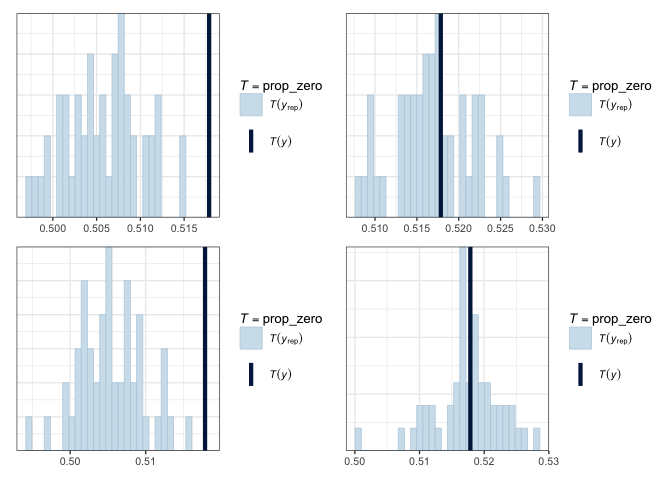 T = prop_zero
T(yrep)
T(y)
0.500 0.505 0.510 0.515
T = prop_zero
T(yrep)
T(y)
0.510 0.515 0.520 0.525 0.530
T = prop_zero
T(yrep)
T(y)
0.50 0.51
T = prop_zero
T(yrep)
T(y)
0.50 0.51 0.52 0.53